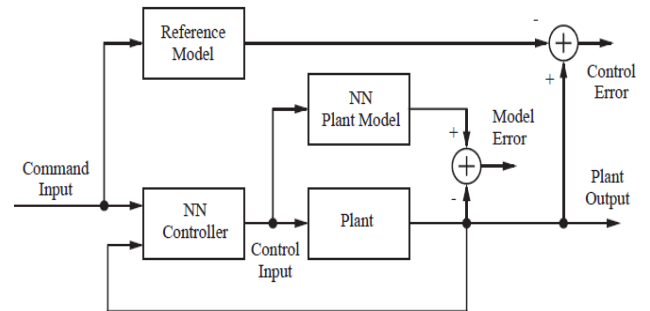 Reference
Model
-
+
Control
Error
NN
Plant Model
Model
Error
+
-
Command
Input
NN
Controller
Control
Input
Plant
Plant
Output